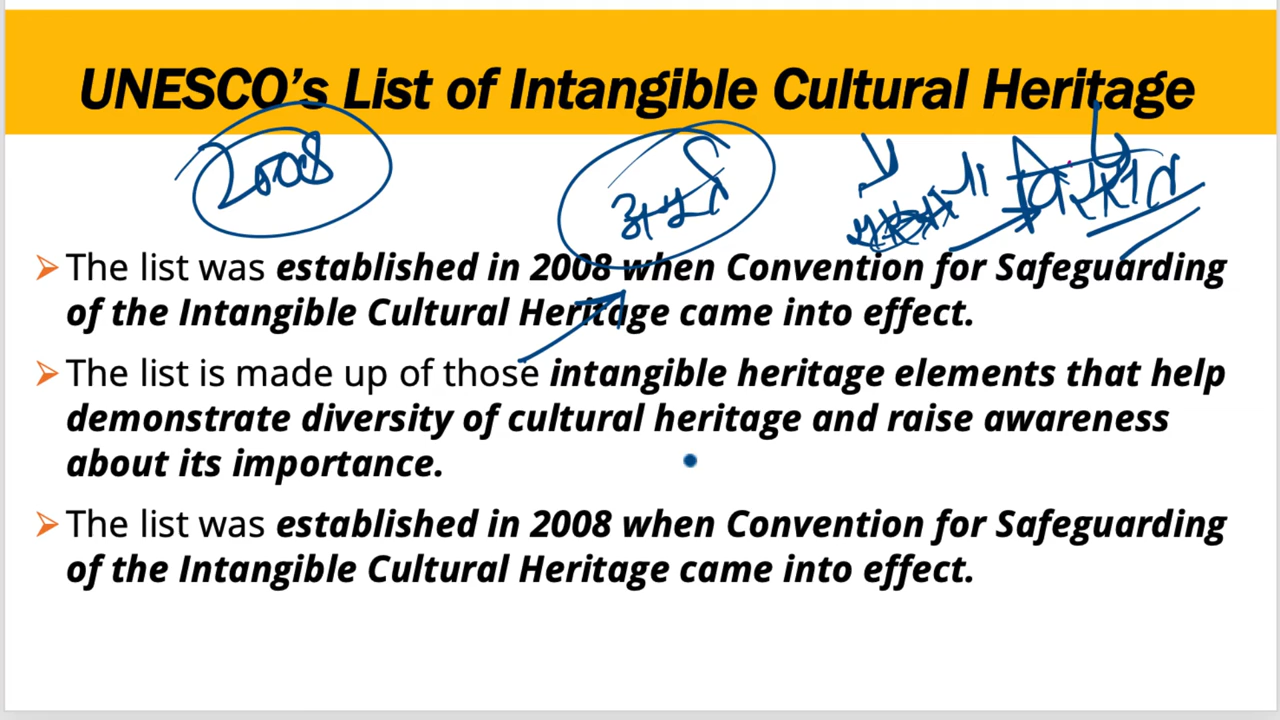 UNESCO’s List of Intangible Cultural Heritage
2008
➢ The list was established in 2008 when Convention for Safeguarding
of the Intangible Cultural Heritage came into effect.
➢ The list is made up of those intangible heritage elements that help
demonstrate diversity of cultural heritage and raise awareness
about its importance.
➢ The list was established in 2008 when Convention for Safeguarding
of the Intangible Cultural Heritage came into effect.